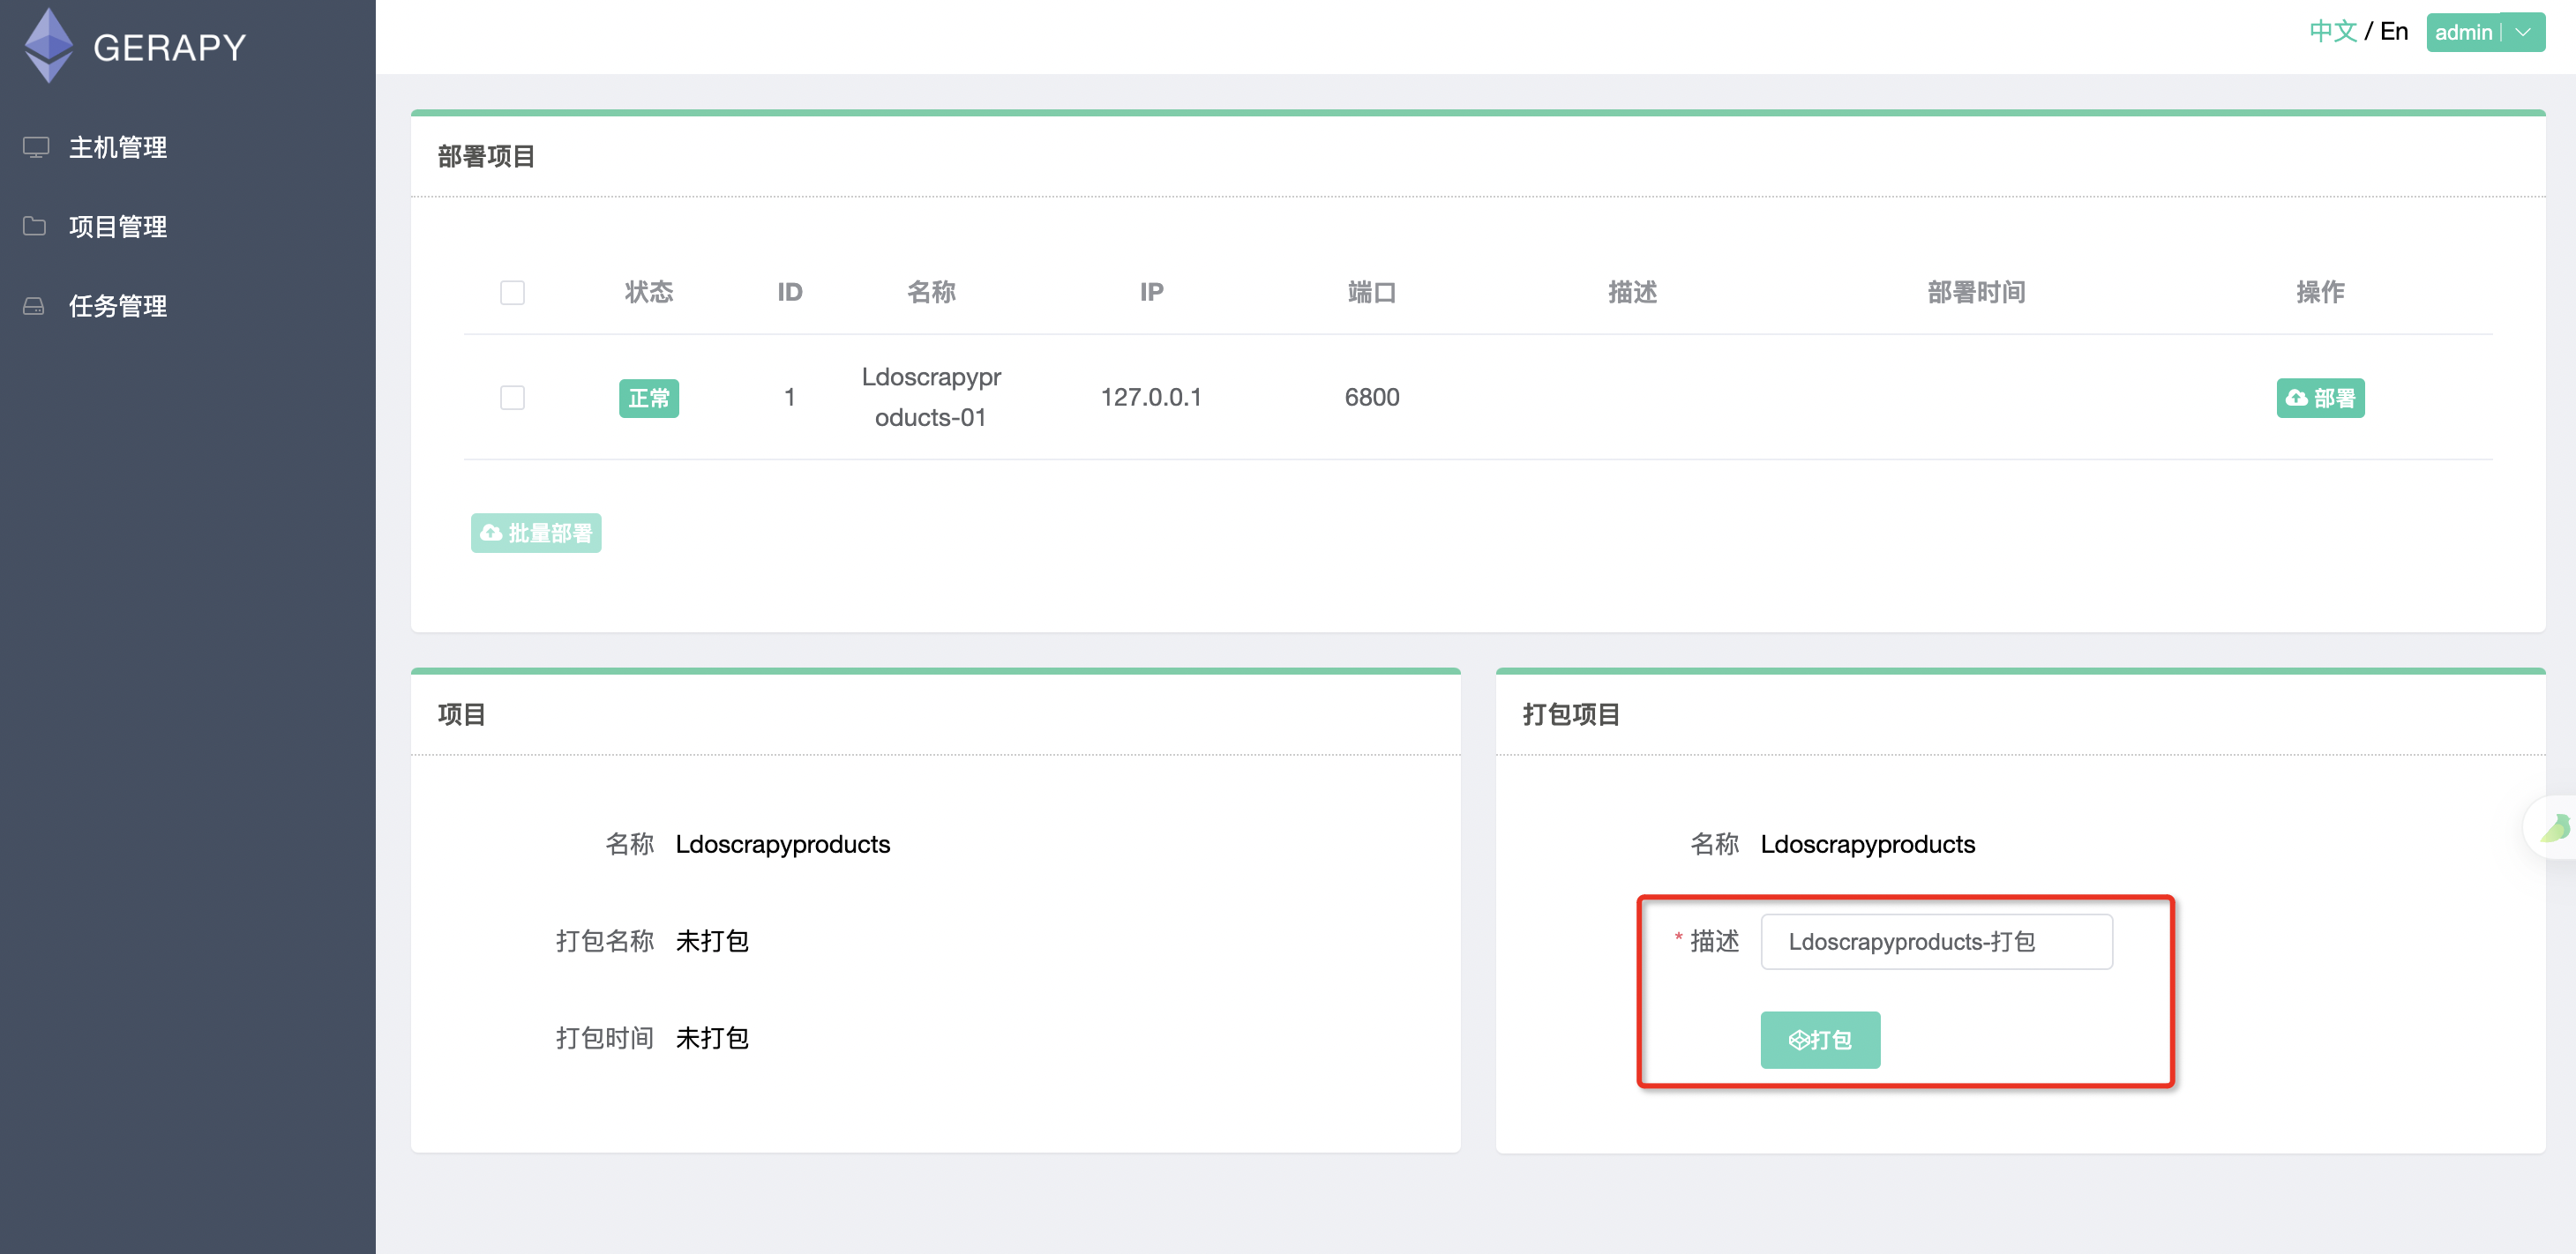 GERAPY
中文 / En
admin
主机管理
项目管理
任务管理
部署项目
状态 ID 名称 IP 端口 描述 部署时间 操作
正常 1 Ldoscrapypr 127.0.0.1 6800 部署
oducts-01
批量部署
项目
名称 Ldoscrapyproducts
打包名称 未打包
打包时间 未打包
打包项目
名称 Ldoscrapyproducts
* 描述 Ldoscrapyproducts-打包
打包